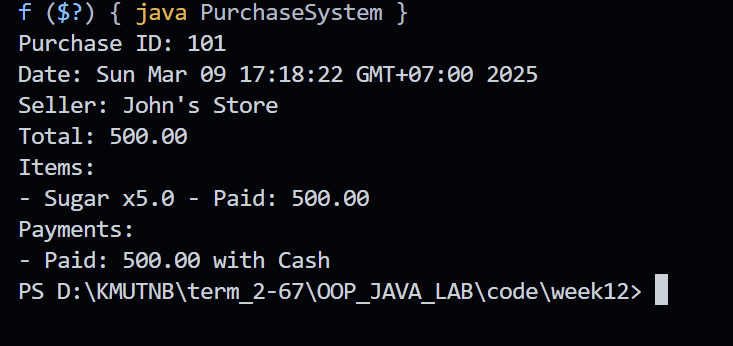 f ($?) { java PurchaseSystem }
Purchase ID: 101
Date: Sun Mar 09 17:18:22 GMT+07:00 2025
Seller: John's Store
Total: 500.00
Items:
- Sugar x5.0 - Paid: 500.00
Payments:
- Paid: 500.00 with Cash
PS D:\KMUTNB\term_2-67\OOP_JAVA_LAB\code\week12>